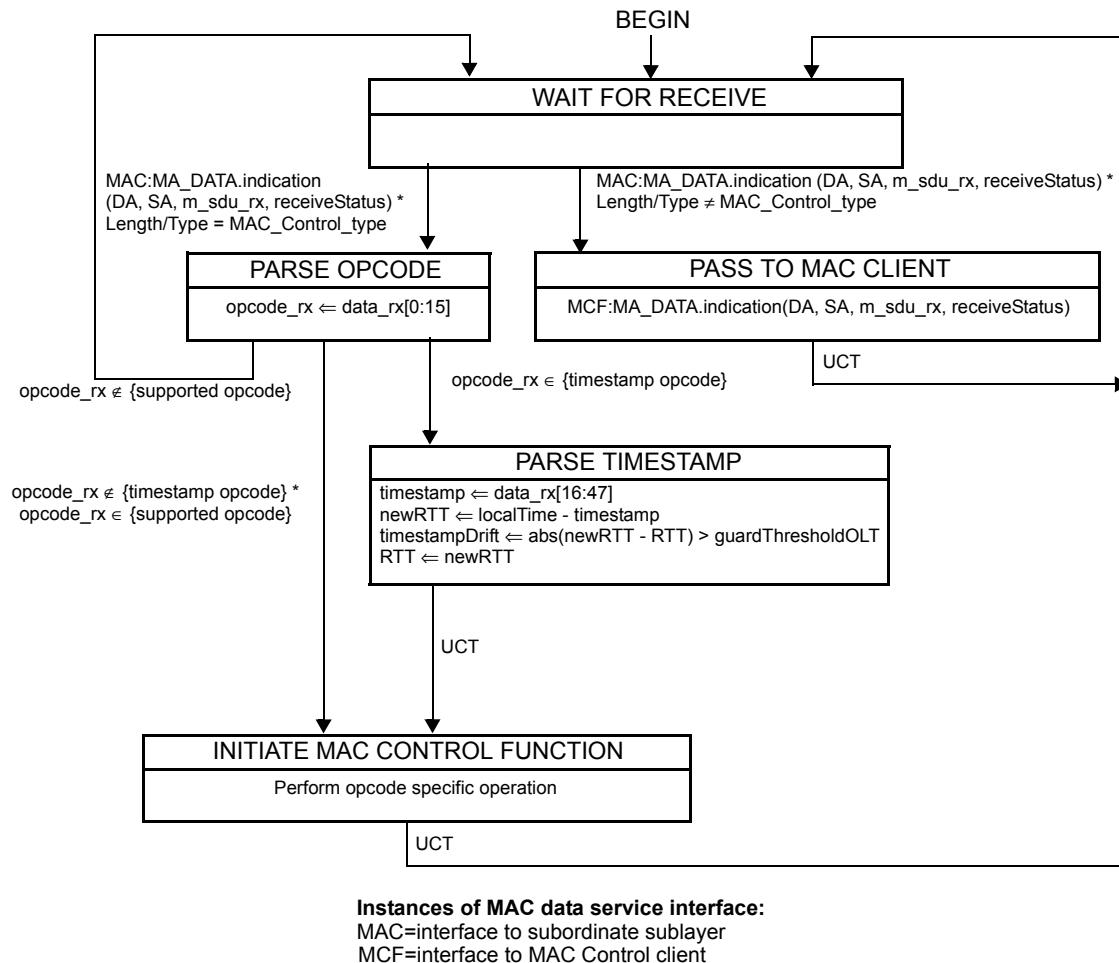 BEGIN
WAIT FOR RECEIVE
MAC:MA_DATA.indication
(DA, SA, m_sdu_rx, receiveStatus) *
Length/Type = MAC_Control_type
MAC:MA_DATA.indication (DA, SA, m_sdu_rx, receiveStatus) *
Length/Type ≠ MAC_Control_type
PARSE OPCODE
opcode_rx ⇐ data_rx[0:15]
PASS TO MAC CLIENT
MCF:MA_DATA.indication(DA, SA, m_sdu_rx, receiveStatus)
UCT
opcode_rx ∉ {supported opcode}
opcode_rx ∈ {timestamp opcode}
opcode_rx ∉ {timestamp opcode} *
opcode_rx ∈ {supported opcode}
PARSE TIMESTAMP
timestamp ⇐ data_rx[16:47]
newRTT ⇐ localTime - timestamp
timestampDrift ⇐ abs(newRTT - RTT) > guardThresholdOLT
RTT ⇐ newRTT
UCT
INITIATE MAC CONTROL FUNCTION
Perform opcode specific operation
UCT
Instances of MAC data service interface:
MAC=interface to subordinate sublayer
MCF=interface to MAC Control client